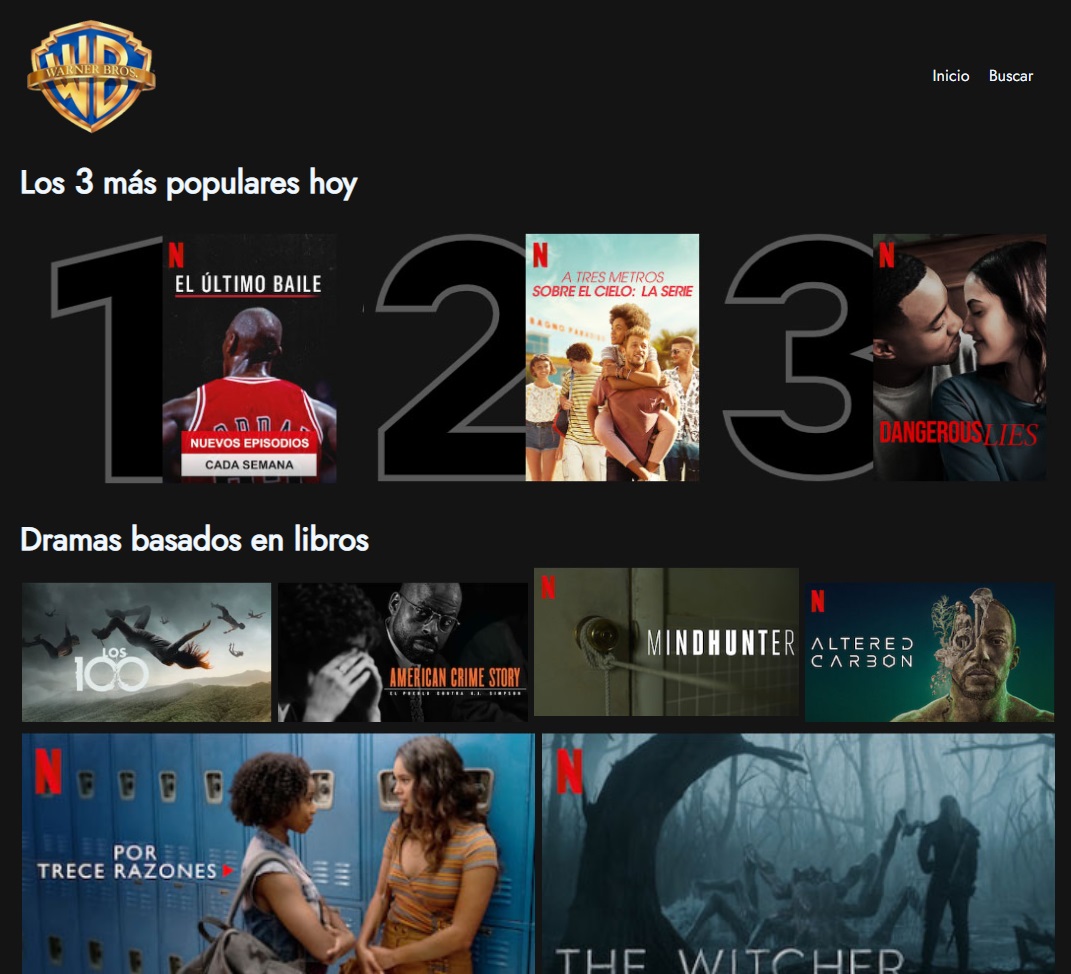 WARNER BROS.
Inicio Buscar
Los 3 más populares hoy
1
N
EL ÚLTIMO BAILE
NUEVOS EPISODIOS
CADA SEMANA
2
N
A TRES METROS
SOBRE EL CIELO: LA SERIE
3
N
DANGEROUS LIES
Dramas basados en libros
LOS
100
AMERICAN CRIME STORY
EL PUEBLO CONTRA O.J. SIMPSON
N
MINDHUNTER
N
ALTERED
CARBON
N
POR
TRECE RAZONES
N
THE WITCHER